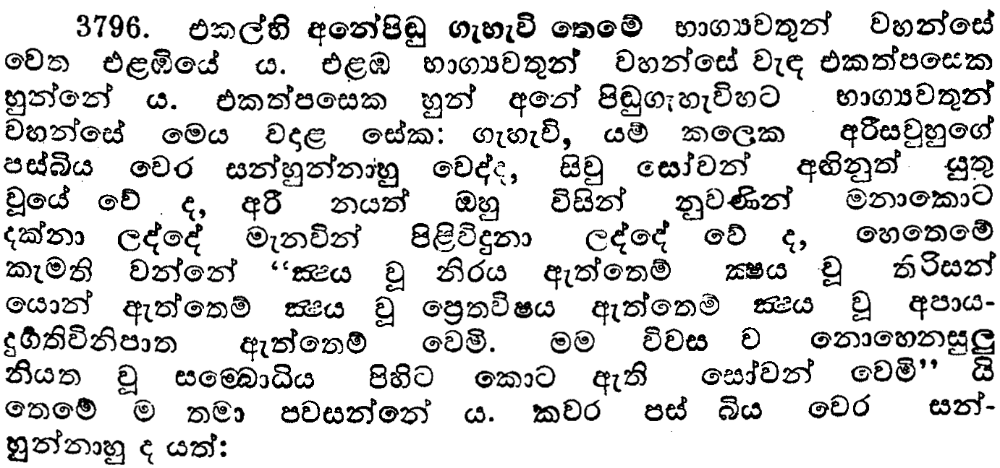 3796. එකල්හි අනේපිඬු ගැහැවි තෙමේ භාග්‍යවතුන් වහන්සේ
වෙත එළඹියේ ය. එළඹ භාග්‍යවතුන් වහන්සේ වැඳ එකත්පසෙක
හුන්නේ ය. එකත්පසෙක හුන් අනේ පිඬුගැහැවිහට භාග්‍යවතුන්
වහන්සේ මෙය වදාළ සේක: ගැහැවි, යම් කලෙක අරිසවුහුගේ
පස්බිය වෙර සන්හුන්නාහු වෙද්ද, සිවු සෝවන් අඟිනුත් යුතු
වූයේ වේ ද, අරි නයත් ඔහු විසින් නුවණින් මනාකොට
දක්නා ලද්දේ මැනවින් පිළිවිදුනා ලද්දේ වේ ද, හෙතෙමේ
කැමති වන්නේ “ක්‍ෂය වූ නිරය ඇත්තෙම් ක්‍ෂය වූ තිරිසන්
යොන් ඇත්තෙම් ක්‍ෂය වූ ප්‍රෙතවිෂය ඇත්තෙම් ක්‍ෂය වූ අපාය-
දුර්‍ගතිවිනිපාත ඇත්තෙම් වෙමි. මම විවස ව නොහෙනසුලු
නියත වූ සම්බොධිය පිහිට කොට ඇති සෝවන් වෙමි” යි
තෙමේ ම තමා පවසන්නේ ය. කවර පස් බිය වෙර සන්-
හුන්නාහු ද යත්: